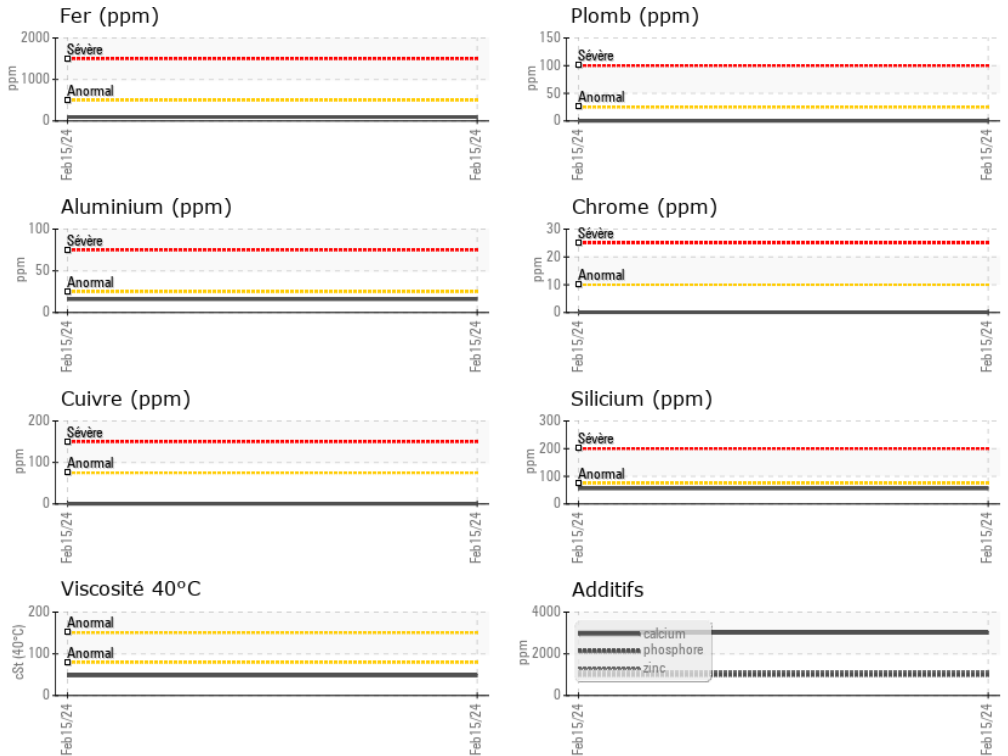 Fer (ppm)
2000
Sévère
1000
Anormal
0
ppm
Feb15/24
Feb15/24
Plomb (ppm)
150
Sévère
100
50
Anormal
0
ppm
Feb15/24
Feb15/24
Aluminium (ppm)
100
Sévère
50
Anormal
0
ppm
Feb15/24
Feb15/24
Chrome (ppm)
30
Sévère
20
Anormal
10
0
ppm
Feb15/24
Feb15/24
Cuivre (ppm)
200
Sévère
100
Anormal
0
ppm
Feb15/24
Feb15/24
Silicium (ppm)
300
Sévère
200
100
Anormal
0
ppm
Feb15/24
Feb15/24
Viscosité 40°C
200
Anormal
100
Anormal
0
cSt (40°C)
Feb15/24
Feb15/24
Additifs
4000
calcium
phosphore
2000
zinc
0
ppm
Feb15/24
Feb15/24